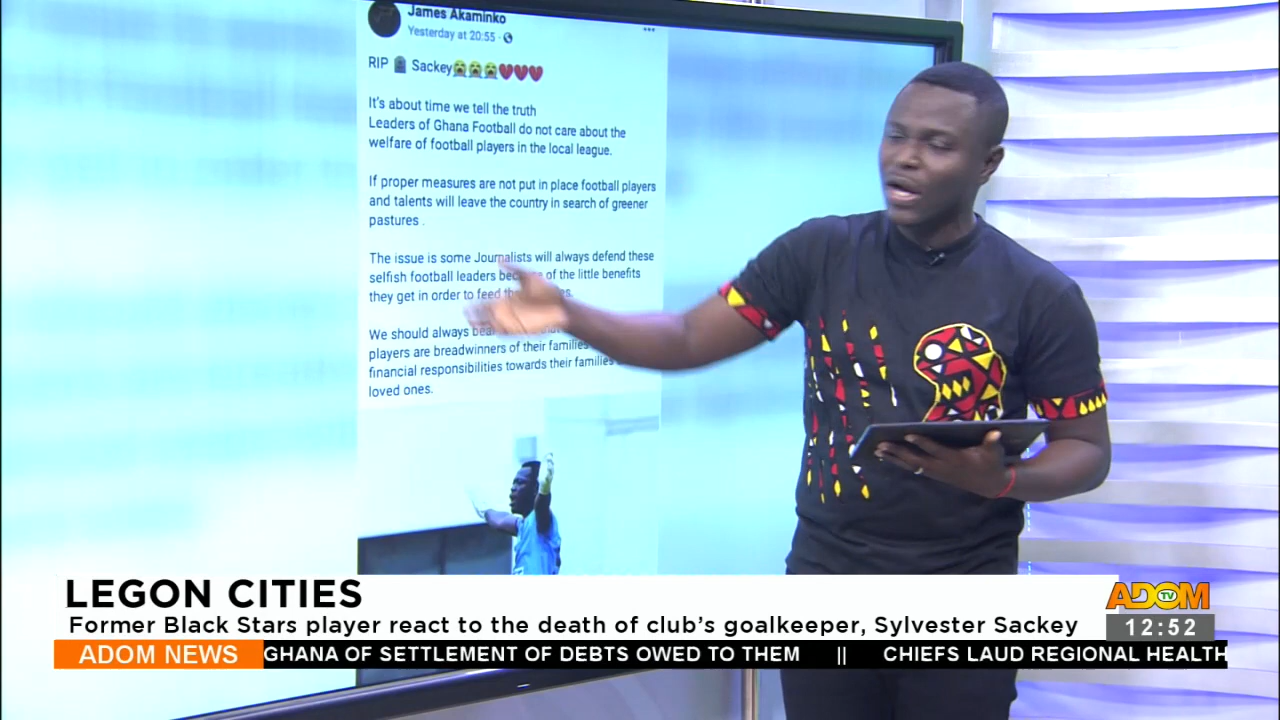 James Akaminko
Yesterday at 20:55 ·
RIP Sackey
It's about time we tell the truth
Leaders of Ghana Football do not care about the
welfare of football players in the local league.
If proper measures are not put in place football players
and talents will leave the country in search of greener
pastures .
The issue is some Journalists will always defend these
selfish football leaders of the little benefits
they get in order to feed
We should always
players are breadwinners of their families
financial responsibilities towards their families
loved ones.
LEGON CITIES
Former Black Stars player react to the death of club's goalkeeper, Sylvester Sackey
ADOM TV
12:52
ADOM NEWS
GHANA OF SETTLEMENT OF DEBTS OWED TO THEM || CHIEFS LAUD REGIONAL HEALTH